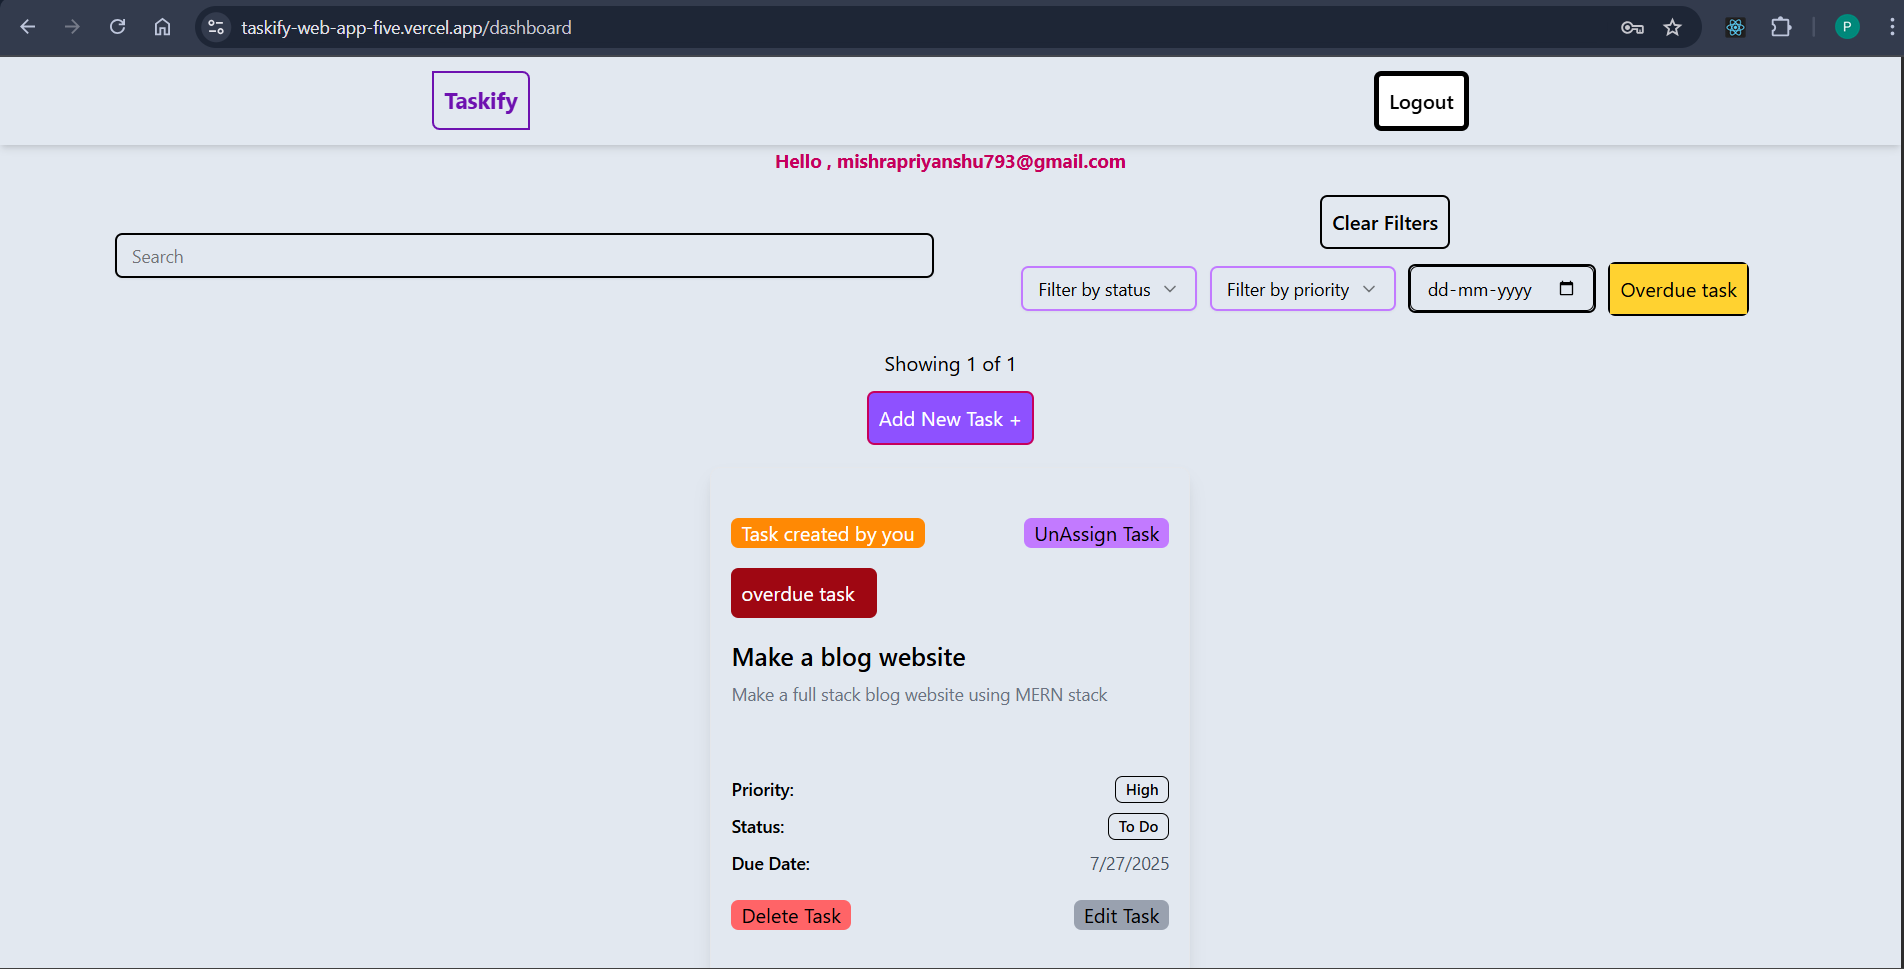 taskify-web-app-five.vercel.app/dashboard
P
Taskify
Logout
Hello , mishrapriyanshu793@gmail.com
Clear Filters
Search
Filter by status
Filter by priority
dd-mm-yyyy
Overdue task
Showing 1 of 1
Add New Task +
Task created by you
UnAssign Task
overdue task
Make a blog website
Make a full stack blog website using MERN stack
Priority: High
Status: To Do
Due Date: 7/27/2025
Delete Task
Edit Task